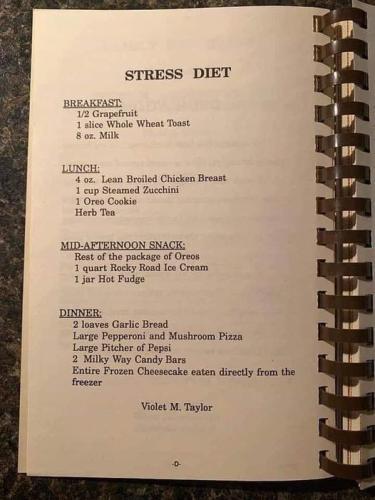 STRESS DIET
BREAKFAST:
1/2 Grapefruit
1 slice Whole Wheat Toast
8 oz. Milk
LUNCH:
4 oz. Lean Broiled Chicken Breast
1 cup Steamed Zucchini
1 Oreo Cookie
Herb Tea
MID-AFTERNOON SNACK:
Rest of the package of Oreos
1 quart Rocky Road Ice Cream
1 jar Hot Fudge
DINNER:
2 loaves Garlic Bread
Large Pepperoni and Mushroom Pizza
Large Pitcher of Pepsi
2 Milky Way Candy Bars
Entire Frozen Cheesecake eaten directly from the
freezer
Violet M. Taylor
-D-